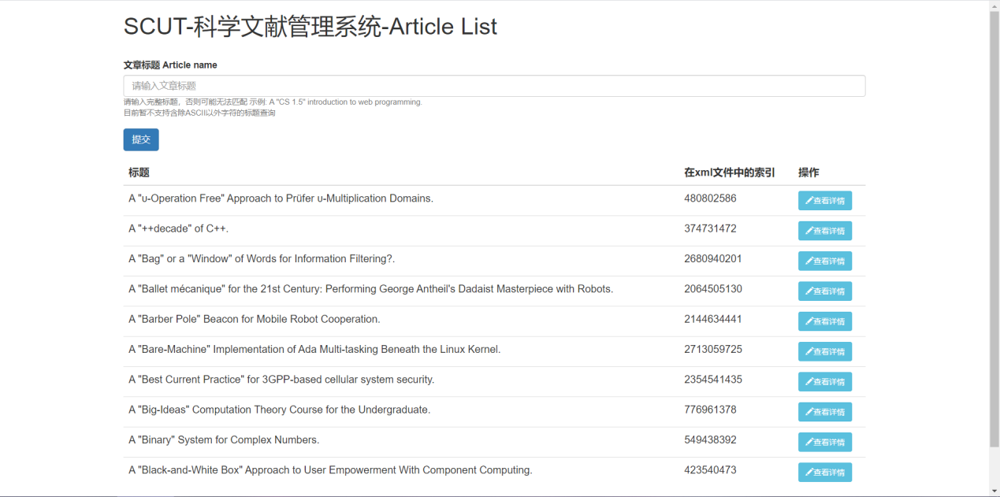 SCUT-科学文献管理系统-Article List
文章标题 Article name
请输入文章标题
请输入完整标题，否则可能无法匹配 示例: A "CS 1.5" introduction to web programming.
目前暂不支持含除ASCII以外字符的标题查询
提交
标题 在xml文件中的索引 操作
A "υ-Operation Free" Approach to Prüfer υ-Multiplication Domains. 480802586 查看详情
A "++decade" of C++. 374731472 查看详情
A "Bag" or a "Window" of Words for Information Filtering?. 2680940201 查看详情
A "Ballet mécanique" for the 21st Century: Performing George Antheil's Dadaist Masterpiece with Robots. 2064505130 查看详情
A "Barber Pole" Beacon for Mobile Robot Cooperation. 2144634441 查看详情
A "Bare-Machine" Implementation of Ada Multi-tasking Beneath the Linux Kernel. 2713059725 查看详情
A "Best Current Practice" for 3GPP-based cellular system security. 2354541435 查看详情
A "Big-Ideas" Computation Theory Course for the Undergraduate. 776961378 查看详情
A "Binary" System for Complex Numbers. 549438392 查看详情
A "Black-and-White Box" Approach to User Empowerment With Component Computing. 423540473 查看详情